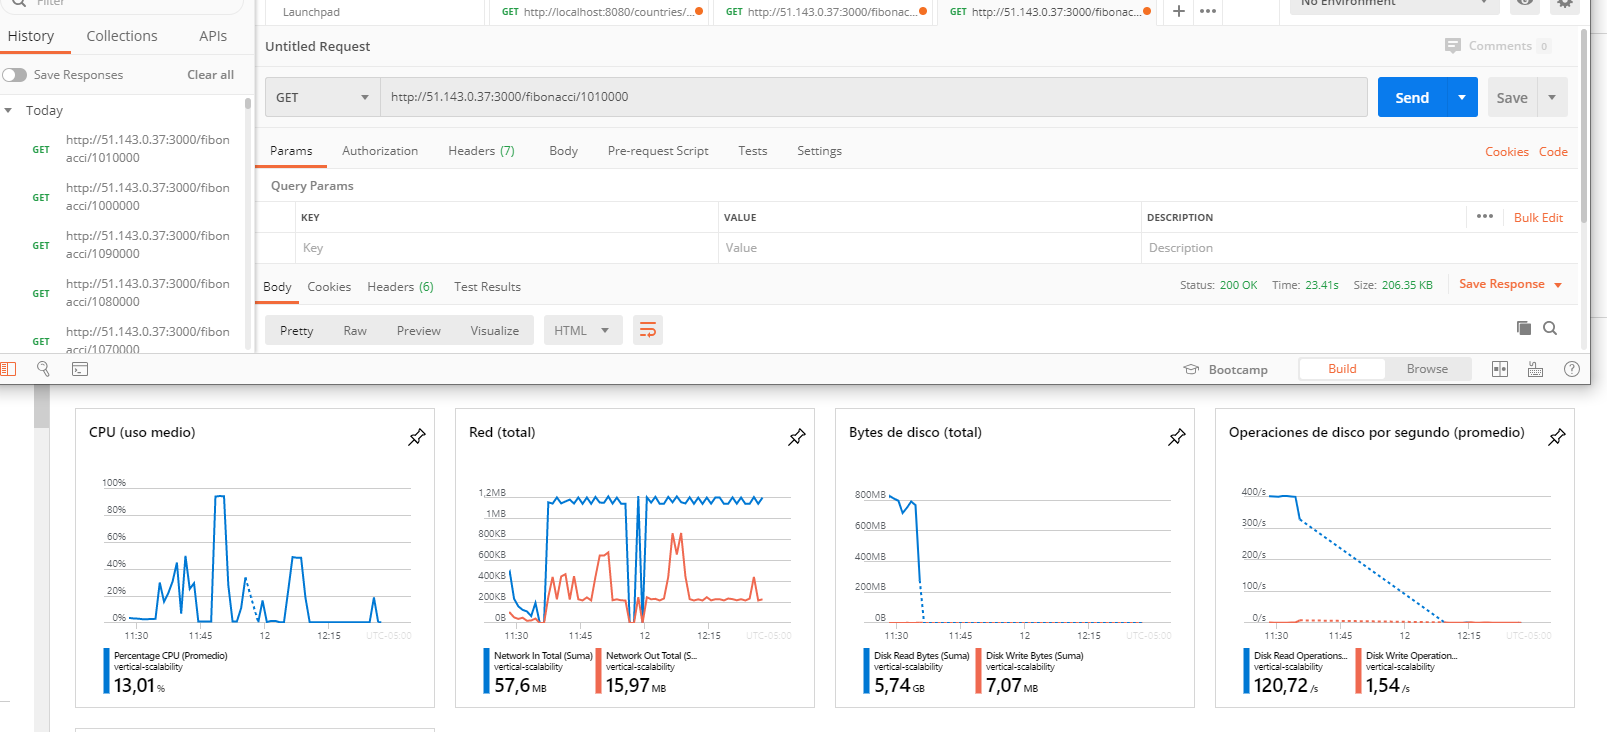 Filter
Launchpad
GET http://localhost:8080/countries/...
GET http://51.143.0.37:3000/fibonac...
GET http://51.143.0.37:3000/fibonac...
No Environment
History Collections APIs
Untitled Request
Comments 0
Save Responses Clear all
GET http://51.143.0.37:3000/fibonacci/1010000 Send Save
Today
GET http://51.143.0.37:3000/fibon
acci/1010000
GET http://51.143.0.37:3000/fibon
acci/1000000
GET http://51.143.0.37:3000/fibon
acci/1090000
GET http://51.143.0.37:3000/fibon
acci/1080000
GET http://51.143.0.37:3000/fibon
acci/1070000
Params Authorization Headers (7) Body Pre-request Script Tests Settings Cookies Code
Query Params
KEY VALUE DESCRIPTION ••• Bulk Edit
Key Value Description
Body Cookies Headers (6) Test Results Status: 200 OK Time: 23.41s Size: 206.35 KB Save Response
Pretty Raw Preview Visualize HTML
Bootcamp Build Browse
CPU (uso medio)
100%
80%
60%
40%
20%
0%
11:30 11:45 12 12:15 UTC-05:00
Percentage CPU (Promedio)
vertical-scalability
13,01 %
Red (total)
1,2MB
1MB
800KB
600KB
400KB
200KB
0B
11:30 11:45 12 12:15 UTC-05:00
Network In Total (Suma) Network Out Total (S...
vertical-scalability vertical-scalability
57,6 MB 15,97 MB
Bytes de disco (total)
800MB
600MB
400MB
200MB
0B
11:30 11:45 12 12:15 UTC-05:00
Disk Read Bytes (Suma) Disk Write Bytes (Suma)
vertical-scalability vertical-scalability
5,74 GB 7,07 MB
Operaciones de disco por segundo (promedio)
400/s
300/s
200/s
100/s
0/s
11:30 11:45 12 12:15 UTC-05:00
Disk Read Operations... Disk Write Operation...
vertical-scalability vertical-scalability
120,72 /s 1,54 /s